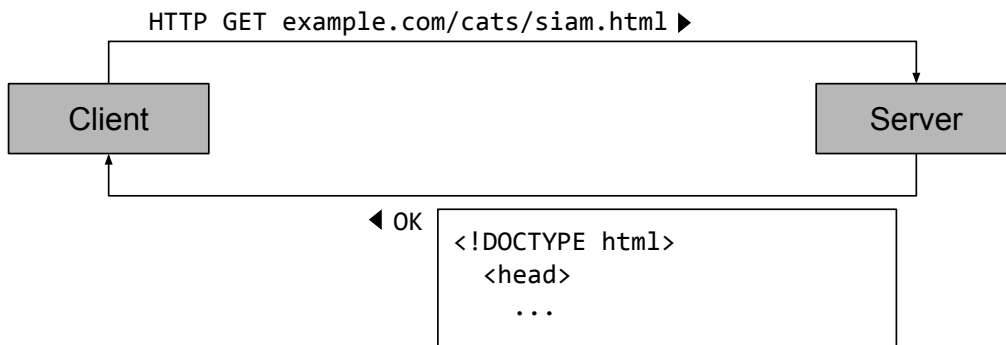 HTTP GET example.com/cats/siam.html ▶
Client
Server
◀ OK
<!DOCTYPE html>
<head>
...